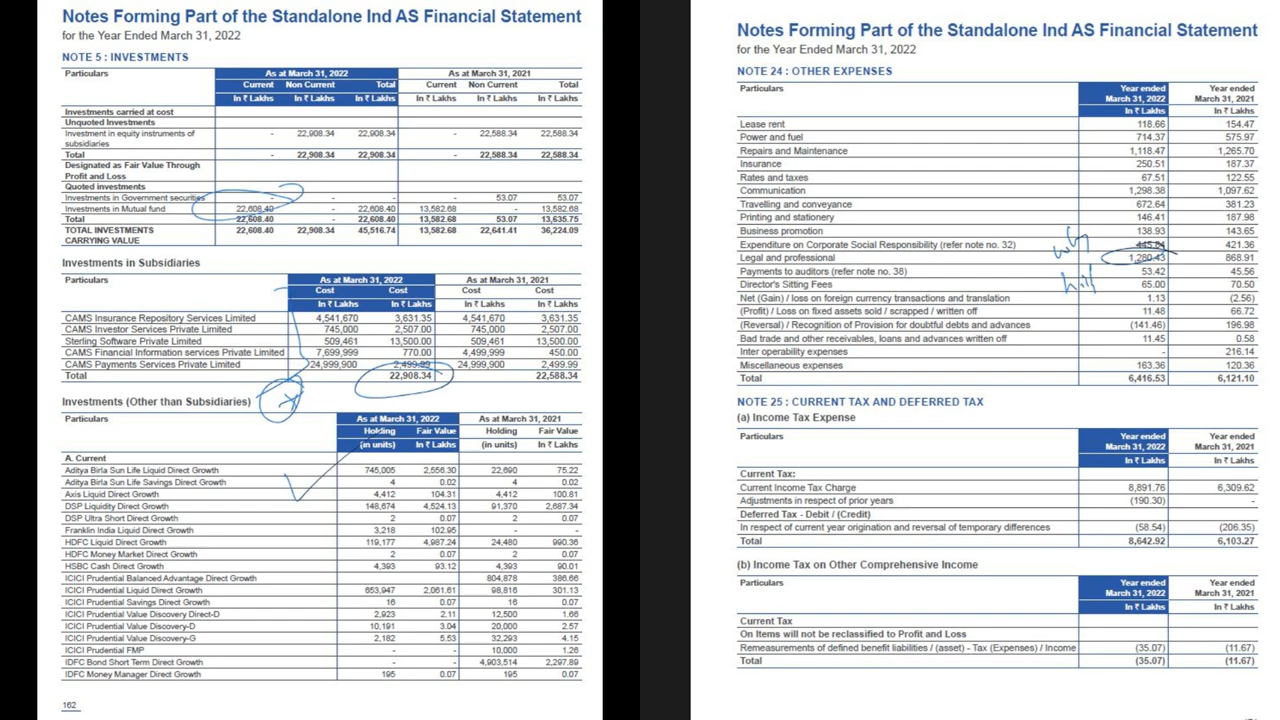 Notes Forming Part of the Standalone Ind AS Financial Statement
for the Year Ended March 31, 2022
NOTE 5 : INVESTMENTS
Particulars As at March 31, 2022 As at March 31, 2021
Current Non Current Total Current Non Current Total
In ₹ Lakhs In ₹ Lakhs In ₹ Lakhs In ₹ Lakhs In ₹ Lakhs In ₹ Lakhs
Investments carried at cost
Unquoted Investments
Investment in equity instruments of subsidiaries - 22,908.34 22,908.34 - 22,588.34 22,588.34
Total - 22,908.34 22,908.34 - 22,588.34 22,588.34
Designated as Fair Value Through Profit and Loss
Quoted investments
Investments in Government securities - - - - 53.07 53.07
Investments in Mutual fund 22,608.40 - 22,608.40 13,582.68 - 13,582.68
Total 22,608.40 - 22,608.40 13,582.68 53.07 13,635.75
TOTAL INVESTMENTS CARRYING VALUE 22,608.40 22,908.34 45,516.74 13,582.68 22,641.41 36,224.09
Investments in Subsidiaries
Particulars As at March 31, 2022 As at March 31, 2021
Cost Cost Cost Cost
In ₹ Lakhs In ₹ Lakhs
CAMS Insurance Repository Services Limited 4,541,670 3,631.35 4,541,670 3,631.35
CAMS Investor Services Private Limited 745,000 2,507.00 745,000 2,507.00
Sterling Software Private Limited 509,461 13,500.00 509,461 13,500.00
CAMS Financial Information services Private Limited 7,699,999 770.00 4,499,999 450.00
CAMS Payments Services Private Limited 24,999,900 2,499.99 24,999,900 2,499.99
Total 22,908.34 22,588.34
Investments (Other than Subsidiaries)
Particulars As at March 31, 2022 As at March 31, 2021
Holding Fair Value Holding Fair Value
(in units) In ₹ Lakhs (in units) In ₹ Lakhs
A. Current
Aditya Birla Sun Life Liquid Direct Growth 745,005 2,556.30 22,690 75.22
Aditya Birla Sun Life Savings Direct Growth 4 0.02 4 0.02
Axis Liquid Direct Growth 4,412 104.31 4,412 100.81
DSP Liquidity Direct Growth 148,674 4,524.13 91,370 2,687.34
DSP Ultra Short Direct Growth 2 0.07 2 0.07
Franklin India Liquid Direct Growth 3,218 102.95 - -
HDFC Liquid Direct Growth 119,177 4,987.24 24,480 990.36
HDFC Money Market Direct Growth 2 0.07 2 0.07
HSBC Cash Direct Growth 4,393 93.12 4,393 90.01
ICICI Prudential Balanced Advantage Direct Growth 804,878 386.66
ICICI Prudential Liquid Direct Growth 653,947 2,061.61 98,816 301.13
ICICI Prudential Savings Direct Growth 16 0.07 16 0.07
ICICI Prudential Value Discovery Direct-D 2,923 2.11 12,500 1.66
ICICI Prudential Value Discovery-D 10,191 3.04 20,000 2.57
ICICI Prudential Value Discovery-G 2,182 5.53 32,293 4.15
ICICI Prudential FMP - - 10,000 1.26
IDFC Bond Short Term Direct Growth - - 4,903,514 2,297.89
IDFC Money Manager Direct Growth 195 0.07 195 0.07
162
Notes Forming Part of the Standalone Ind AS Financial Statement
for the Year Ended March 31, 2022
NOTE 24 : OTHER EXPENSES
Particulars Year ended March 31, 2022 Year ended March 31, 2021
In ₹ Lakhs In ₹ Lakhs
Lease rent 118.66 154.47
Power and fuel 714.37 575.97
Repairs and Maintenance 1,118.47 1,265.70
Insurance 250.51 187.37
Rates and taxes 67.51 122.55
Communication 1,298.38 1,097.62
Travelling and conveyance 672.64 381.23
Printing and stationery 146.41 187.98
Business promotion 138.93 143.65
Expenditure on Corporate Social Responsibility (refer note no. 32) 445.84 421.36
Legal and professional 1,280.43 868.91
Payments to auditors (refer note no. 38) 53.42 45.56
Director's Sitting Fees 65.00 70.50
Net (Gain) / loss on foreign currency transactions and translation 1.13 (2.56)
(Profit) / Loss on fixed assets sold / scrapped / written off 11.48 66.72
(Reversal) / Recognition of Provision for doubtful debts and advances (141.46) 196.98
Bad trade and other receivables, loans and advances written off 11.45 0.58
Inter operability expenses - 216.14
Miscellaneous expenses 163.36 120.36
Total 6,416.53 6,121.10
NOTE 25 : CURRENT TAX AND DEFERRED TAX
(a) Income Tax Expense
Particulars Year ended March 31, 2022 Year ended March 31, 2021
In ₹ Lakhs In ₹ Lakhs
Current Tax:
Current Income Tax Charge 8,891.76 6,309.62
Adjustments in respect of prior years (190.30) -
Deferred Tax - Debit / (Credit)
In respect of current year origination and reversal of temporary differences (58.54) (206.35)
Total 8,642.92 6,103.27
(b) Income Tax on Other Comprehensive Income
Particulars Year ended March 31, 2022 Year ended March 31, 2021
In ₹ Lakhs In ₹ Lakhs
Current Tax
On Items will not be reclassified to Profit and Loss
Remeasurements of defined benefit liabilities / (asset) - Tax (Expenses) / Income (35.07) (11.67)
Total (35.07) (11.67)